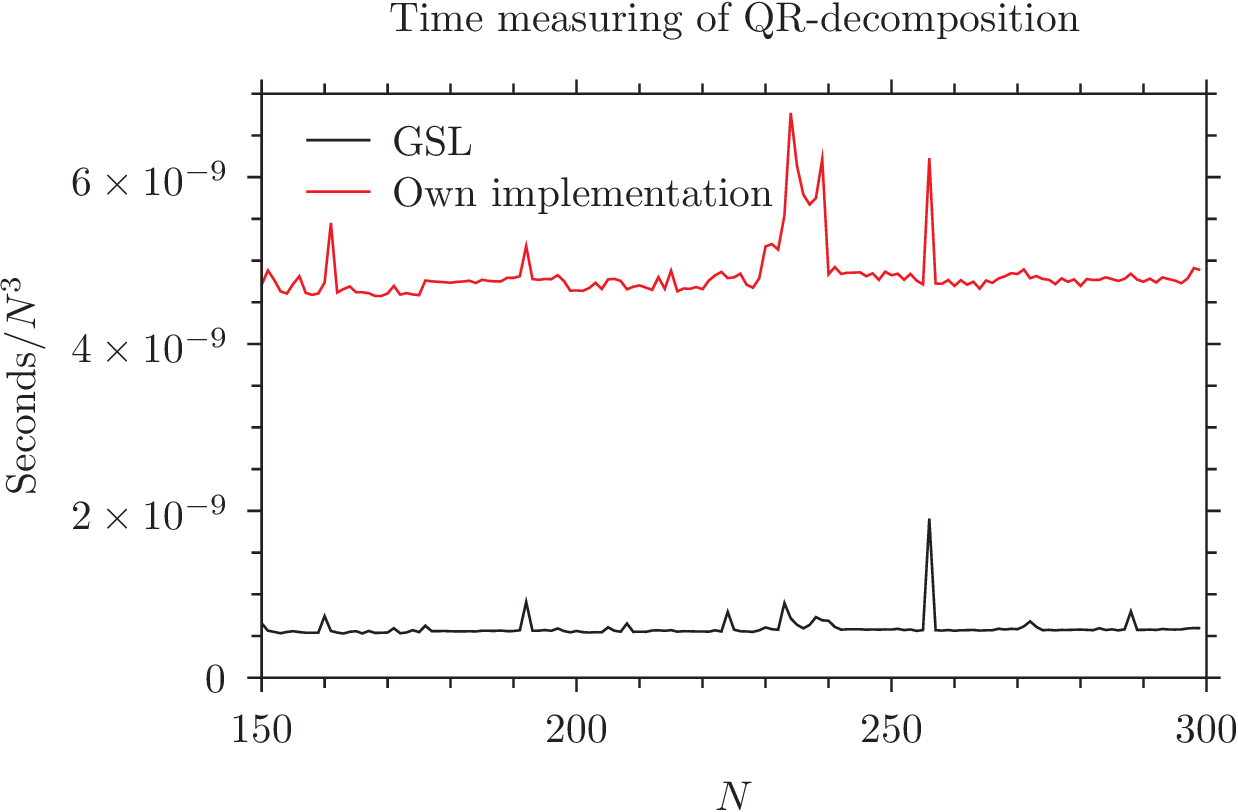 Time measuring of QR-decomposition
GSL
Own implementation
6 × 10⁻⁹
4 × 10⁻⁹
2 × 10⁻⁹
0
Seconds/N³
150 200 250 300
N